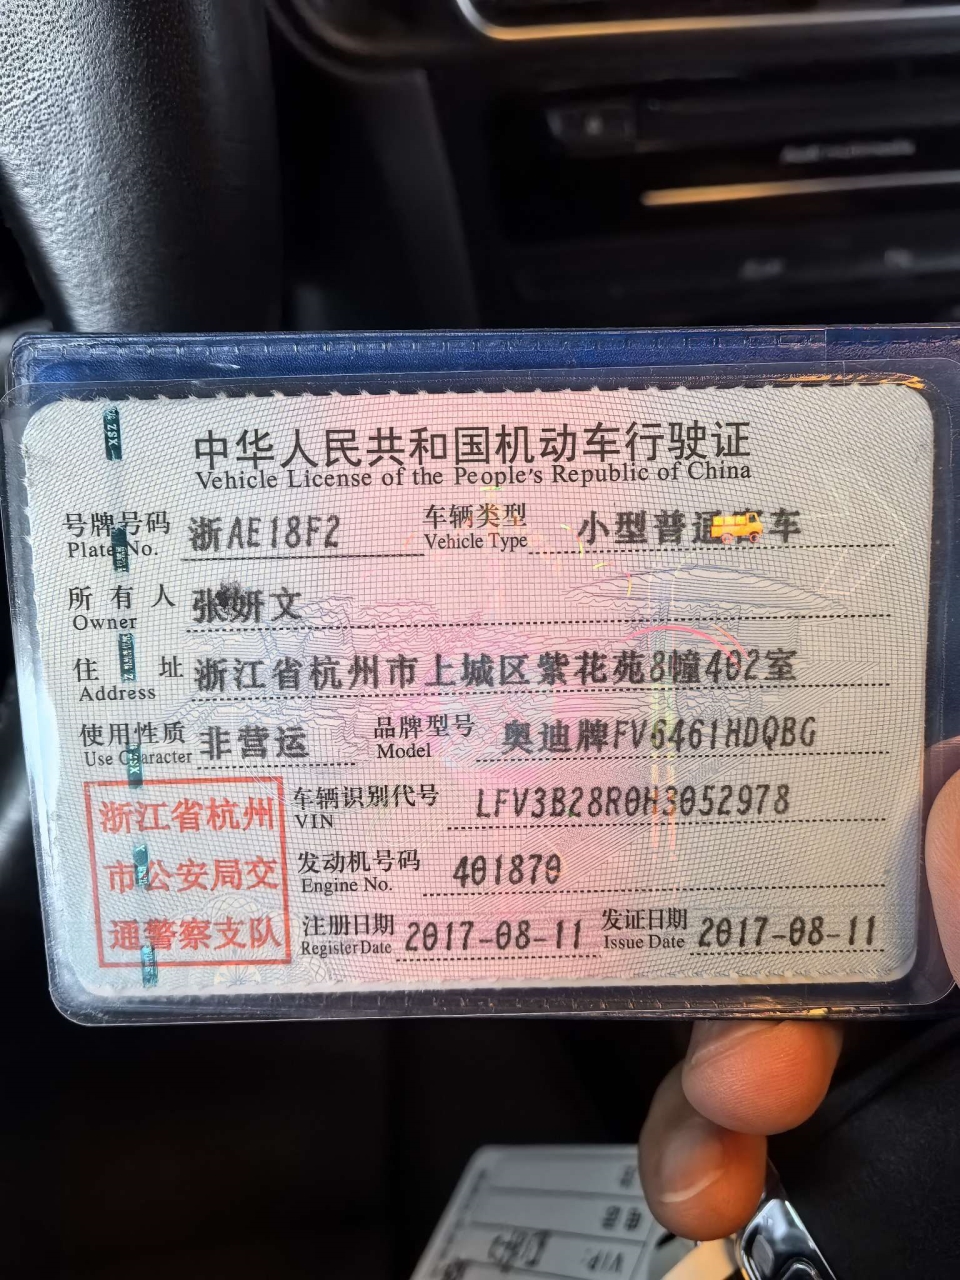 中华人民共和国机动车行驶证
Vehicle License of the People's Republic of China
号牌号码 浙AE18F2 车辆类型 小型普通客车
Plate No. Vehicle Type
所有人 张妍文
Owner
住址 浙江省杭州市上城区紫花苑8幢402室
Address
使用性质 非营运 品牌型号 奥迪牌FV6461HDQBG
Use Character Model
浙江省杭州
市公安局交
通警察支队
车辆识别代号 LFV3B28R0H3052978
VIN
发动机号码 401870
Engine No.
注册日期 2017-08-11 发证日期 2017-08-11
Register Date Issue Date
VIP: